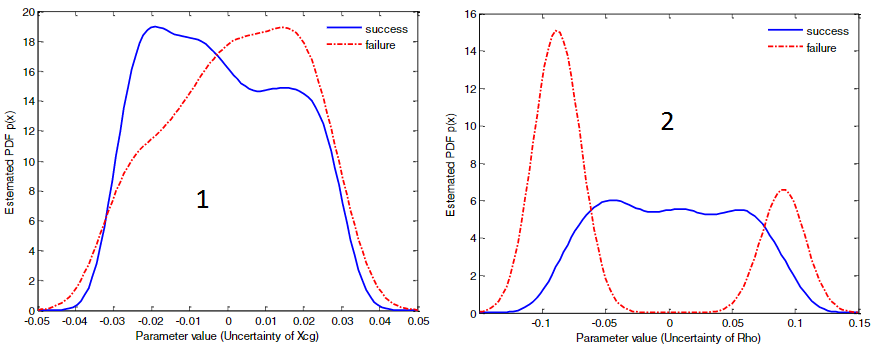 20
18
16
14
12
10
8
6
4
2
0
Estemated PDF p(x)
success
failure
1
-0.05 -0.04 -0.03 -0.02 -0.01 0 0.01 0.02 0.03 0.04 0.05
Parameter value (Uncertainty of Xcg)
16
14
12
10
8
6
4
2
0
Estemated PDF p(x)
success
failure
2
-0.1 -0.05 0 0.05 0.1 0.15
Parameter value (Uncertainty of Rho)